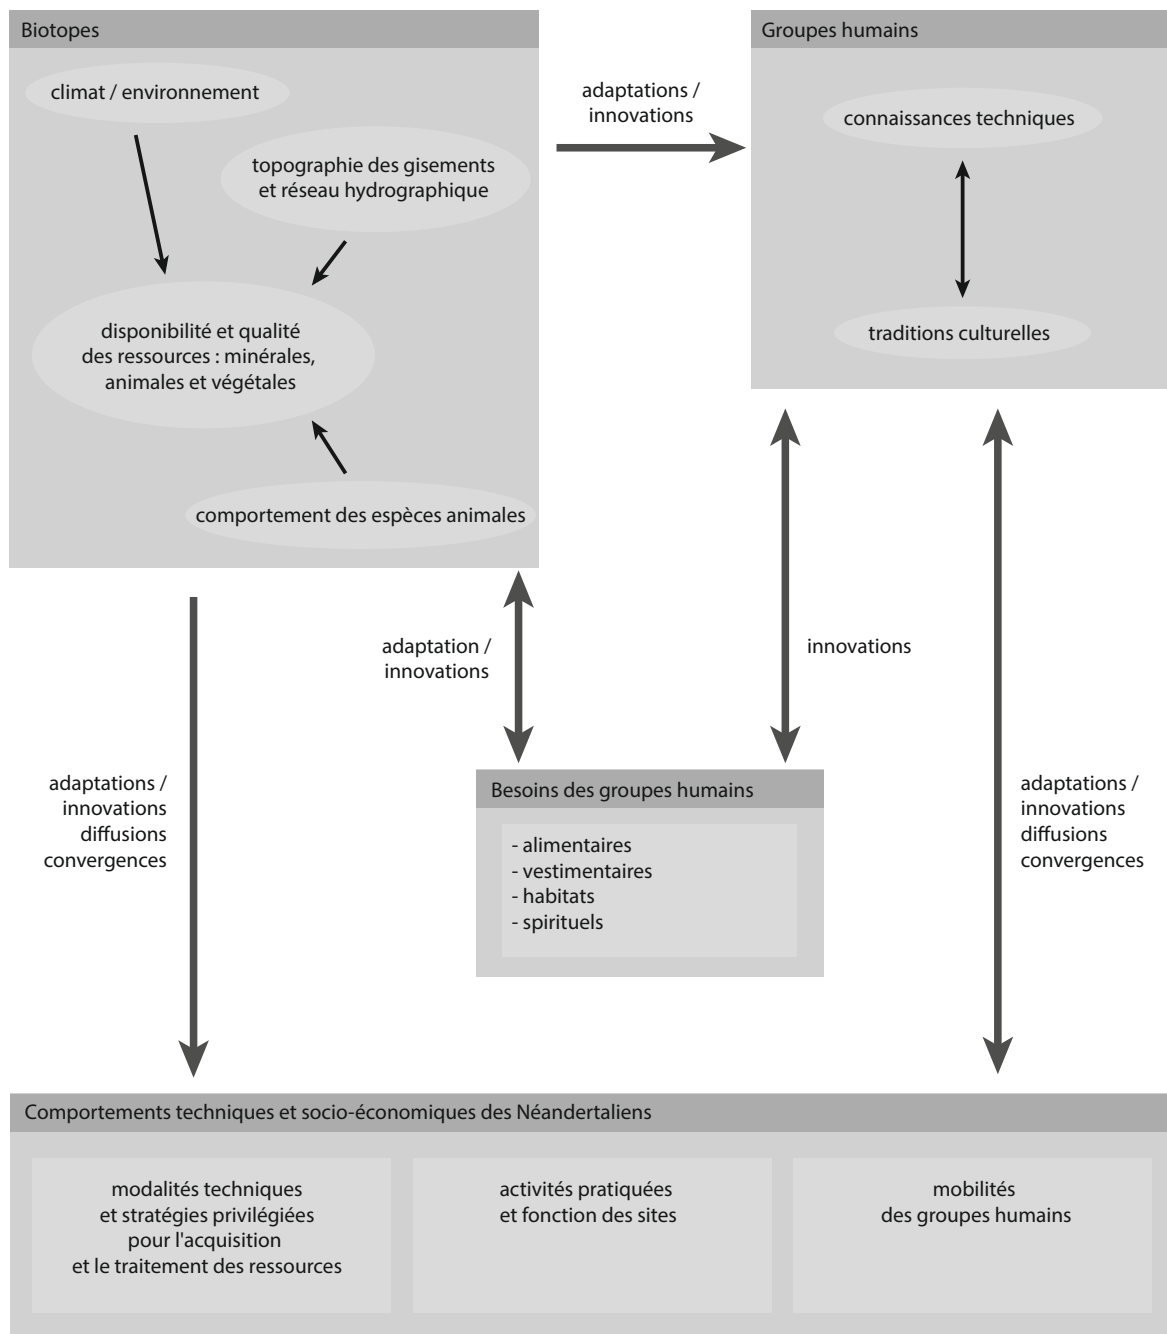 Biotopes
climat / environnement
topographie des gisements
et réseau hydrographique
disponibilité et qualité
des ressources : minérales,
animales et végétales
comportement des espèces animales
adaptations /
innovations
Groupes humains
connaissances techniques
traditions culturelles
adaptation /
innovations
innovations
adaptations /
innovations
diffusions
convergences
Besoins des groupes humains
- alimentaires
- vestimentaires
- habitats
- spirituels
adaptations /
innovations
diffusions
convergences
Comportements techniques et socio-économiques des Néandertaliens
modalités techniques
et stratégies privilégiées
pour l'acquisition
et le traitement des ressources
activités pratiquées
et fonction des sites
mobilités
des groupes humains